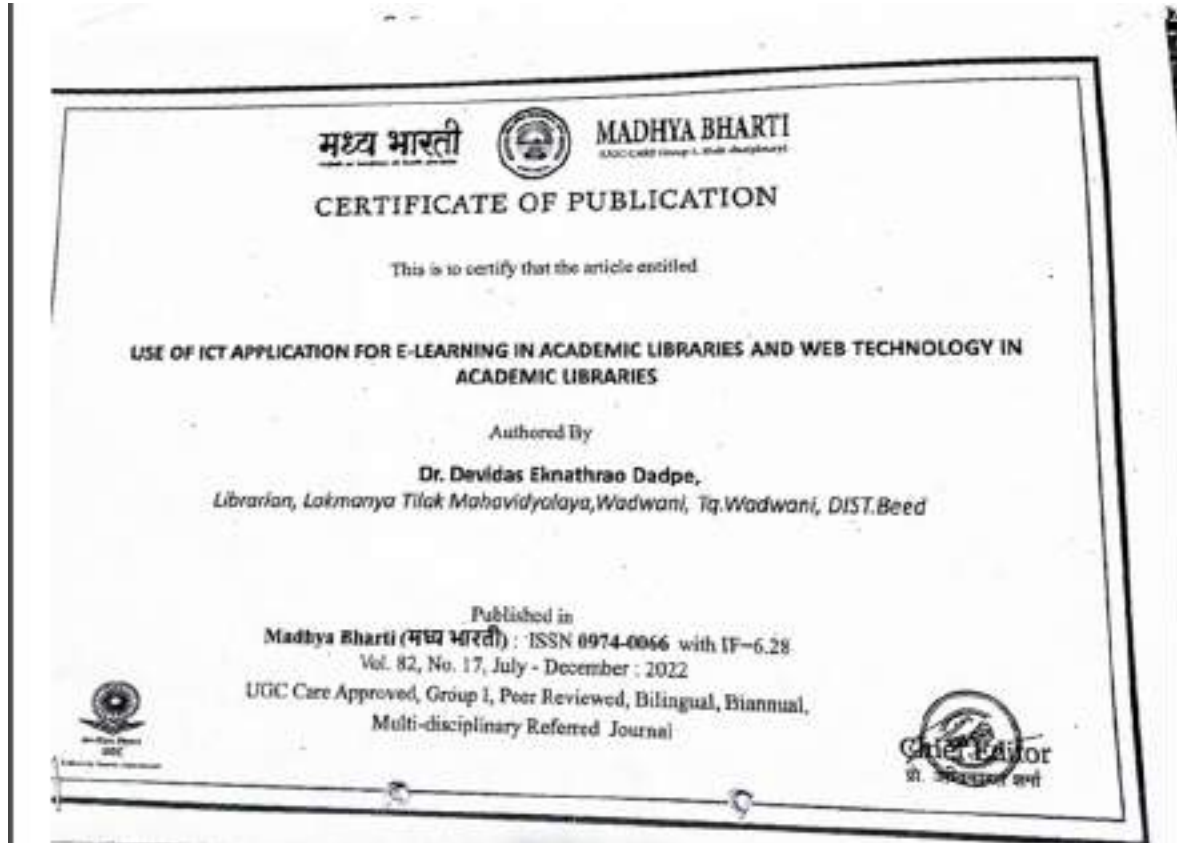 मध्य भारती
MADHYA BHARTI
CERTIFICATE OF PUBLICATION
This is to certify that the article entitled
USE OF ICT APPLICATION FOR E-LEARNING IN ACADEMIC LIBRARIES AND WEB TECHNOLOGY IN
ACADEMIC LIBRARIES
Authored By
Dr. Devidas Eknathrao Dadpe,
Librarian, Lokmanya Tilak Mahavidyalaya,Wadwani, Tq.Wadwani, DIST.Beed
Published in
Madhya Bharti (मध्य भारती) : ISSN 0974-0066 with IF=6.28
Vol. 82, No. 17, July - December : 2022
UGC Care Approved, Group I, Peer Reviewed, Bilingual, Biannual,
Multi-disciplinary Referred Journal
UGC
Chief Editor
प्रो. शर्मा